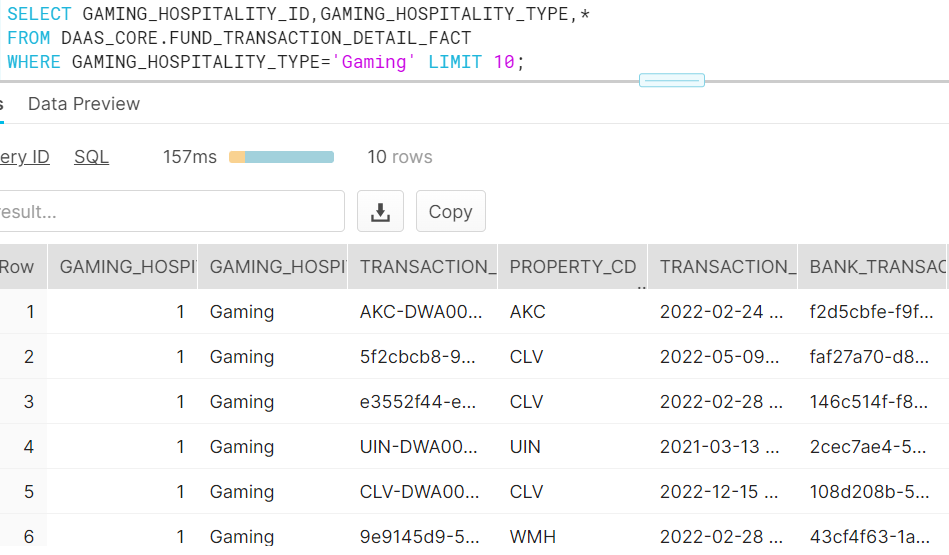 SELECT GAMING_HOSPITALITY_ID,GAMING_HOSPITALITY_TYPE,*
FROM DAAS_CORE.FUND_TRANSACTION_DETAIL_FACT
WHERE GAMING_HOSPITALITY_TYPE='Gaming' LIMIT 10;
s Data Preview
ery ID SQL 157ms 10 rows
esult... Copy
Row GAMING_HOSPI GAMING_HOSPI TRANSACTION_ PROPERTY_CD TRANSACTION_ BANK_TRANSAC
1 1 Gaming AKC-DWA00... AKC 2022-02-24 ... f2d5cbfe-f9f...
2 1 Gaming 5f2cbcb8-9... CLV 2022-05-09... faf27a70-d8...
3 1 Gaming e3552f44-e... CLV 2022-02-28 ... 146c514f-f8...
4 1 Gaming UIN-DWA00... UIN 2021-03-13 ... 2cec7ae4-5...
5 1 Gaming CLV-DWA00... CLV 2022-12-15 ... 108d208b-5...
6 1 Gaming 9e9145d9-5... WMH 2022-02-28 ... 43cf4f63-1a...